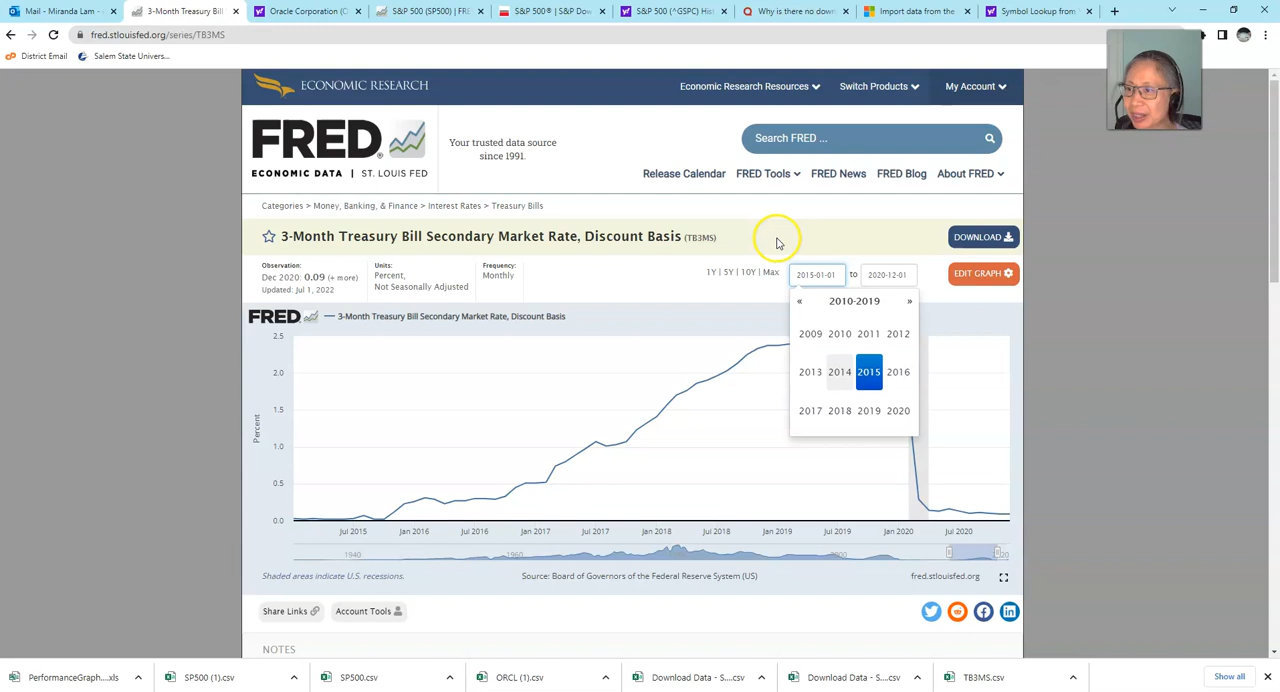 Mail - Miranda Lam - Outlook
3-Month Treasury Bill
Oracle Corporation (O
S&P 500 (SP500) | FRE
S&P 500® | S&P Dow
S&P 500 (^GSPC) Hist
Why is there no down
Import data from the
Symbol Lookup from Y
fred.stlouisfed.org/series/TB3MS
District Email
Salem State Univers...
ECONOMIC RESEARCH
Economic Research Resources
Switch Products
My Account
FRED
ECONOMIC DATA | ST. LOUIS FED
Your trusted data source
since 1991.
Search FRED ...
Release Calendar
FRED Tools
FRED News
FRED Blog
About FRED
Categories > Money, Banking, & Finance > Interest Rates > Treasury Bills
3-Month Treasury Bill Secondary Market Rate, Discount Basis (TB3MS)
DOWNLOAD
Observation:
Dec 2020: 0.09 (+ more)
Updated: Jul 1, 2022
Units:
Percent,
Not Seasonally Adjusted
Frequency:
Monthly
1Y | 5Y | 10Y | Max
2015-01-01 to 2020-12-01
EDIT GRAPH
« 2010-2019 »
2009 2010 2011 2012
2013 2014 2015 2016
2017 2018 2019 2020
FRED
3-Month Treasury Bill Secondary Market Rate, Discount Basis
2.5
2.0
1.5
1.0
0.5
0.0
Percent
Jul 2015 Jan 2016 Jul 2016 Jan 2017 Jul 2017 Jan 2018 Jul 2018 Jan 2019 Jul 2019 Jan 2020 Jul 2020
1940 1960 2000
Shaded areas indicate U.S. recessions.
Source: Board of Governors of the Federal Reserve System (US)
fred.stlouisfed.org
Share Links
Account Tools
NOTES
PerformanceGraph....xls
SP500 (1).csv
SP500.csv
ORCL (1).csv
Download Data - S....csv
Download Data - S....csv
TB3MS.csv
Show all